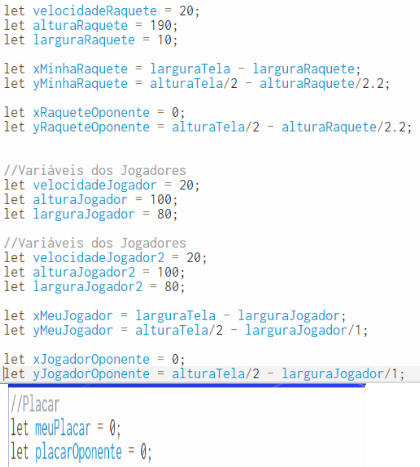 let velocidadeRaquete = 20;
let alturaRaquete = 190;
let larguraRaquete = 10;
let xMinhaRaquete = larguraTela - larguraRaquete;
let yMinhaRaquete = alturaTela/2 - alturaRaquete/2.2;
let xRaqueteOponente = 0;
let yRaqueteOponente = alturaTela/2 - alturaRaquete/2.2;
//Variáveis dos Jogadores
let velocidadeJogador = 20;
let alturaJogador = 100;
let larguraJogador = 80;
//Variáveis dos Jogadores
let velocidadeJogador2 = 20;
let alturaJogador2 = 100;
let larguraJogador2 = 80;
let xMeuJogador = larguraTela - larguraJogador;
let yMeuJogador = alturaTela/2 - larguraJogador/1;
let xJogadorOponente = 0;
let yJogadorOponente = alturaTela/2 - larguraJogador/1;
//Placar
let meuPlacar = 0;
let placarOponente = 0;